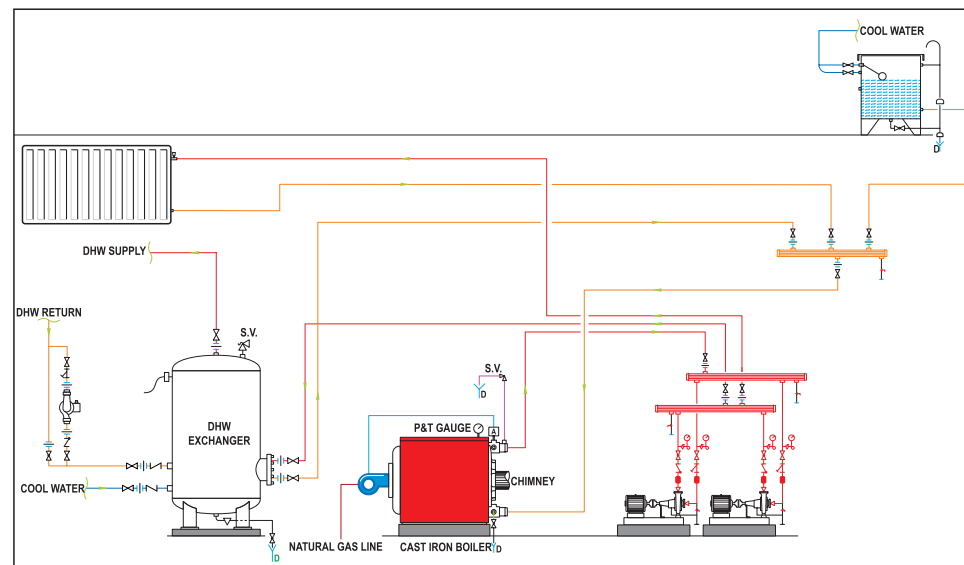 COOL WATER
D
DHW SUPPLY
DHW RETURN
S.V.
S.V.
D
P&T GAUGE
A
DHW
EXCHANGER
CHIMNEY
COOL WATER
NATURAL GAS LINE
CAST IRON BOILER
D
D